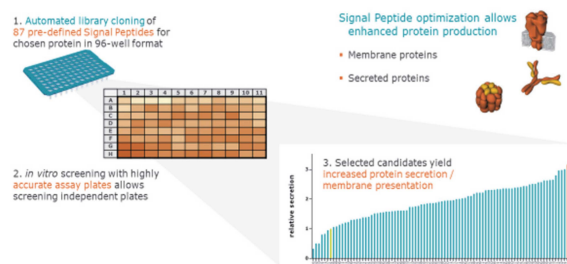 1. Automated library cloning of
87 pre-defined Signal Peptides for
chosen protein in 96-well format
Signal Peptide optimization allows
enhanced protein production
• Membrane proteins
• Secreted proteins
1 2 3 4 5 6 7 8 9 10 11
A
B
C
D
E
F
G
H
2. in vitro screening with highly
accurate assay plates allows
screening independent plates
3. Selected candidates yield
increased protein secretion /
membrane presentation
relative secretion
3
2
1
0